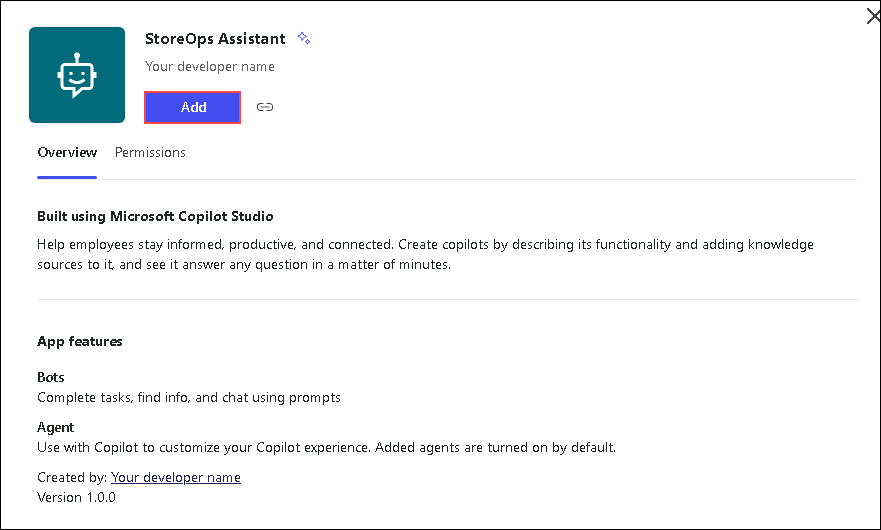 StoreOps Assistant
Your developer name
Add
Overview Permissions
Built using Microsoft Copilot Studio
Help employees stay informed, productive, and connected. Create copilots by describing its functionality and adding knowledge
sources to it, and see it answer any question in a matter of minutes.
App features
Bots
Complete tasks, find info, and chat using prompts
Agent
Use with Copilot to customize your Copilot experience. Added agents are turned on by default.
Created by: Your developer name
Version 1.0.0